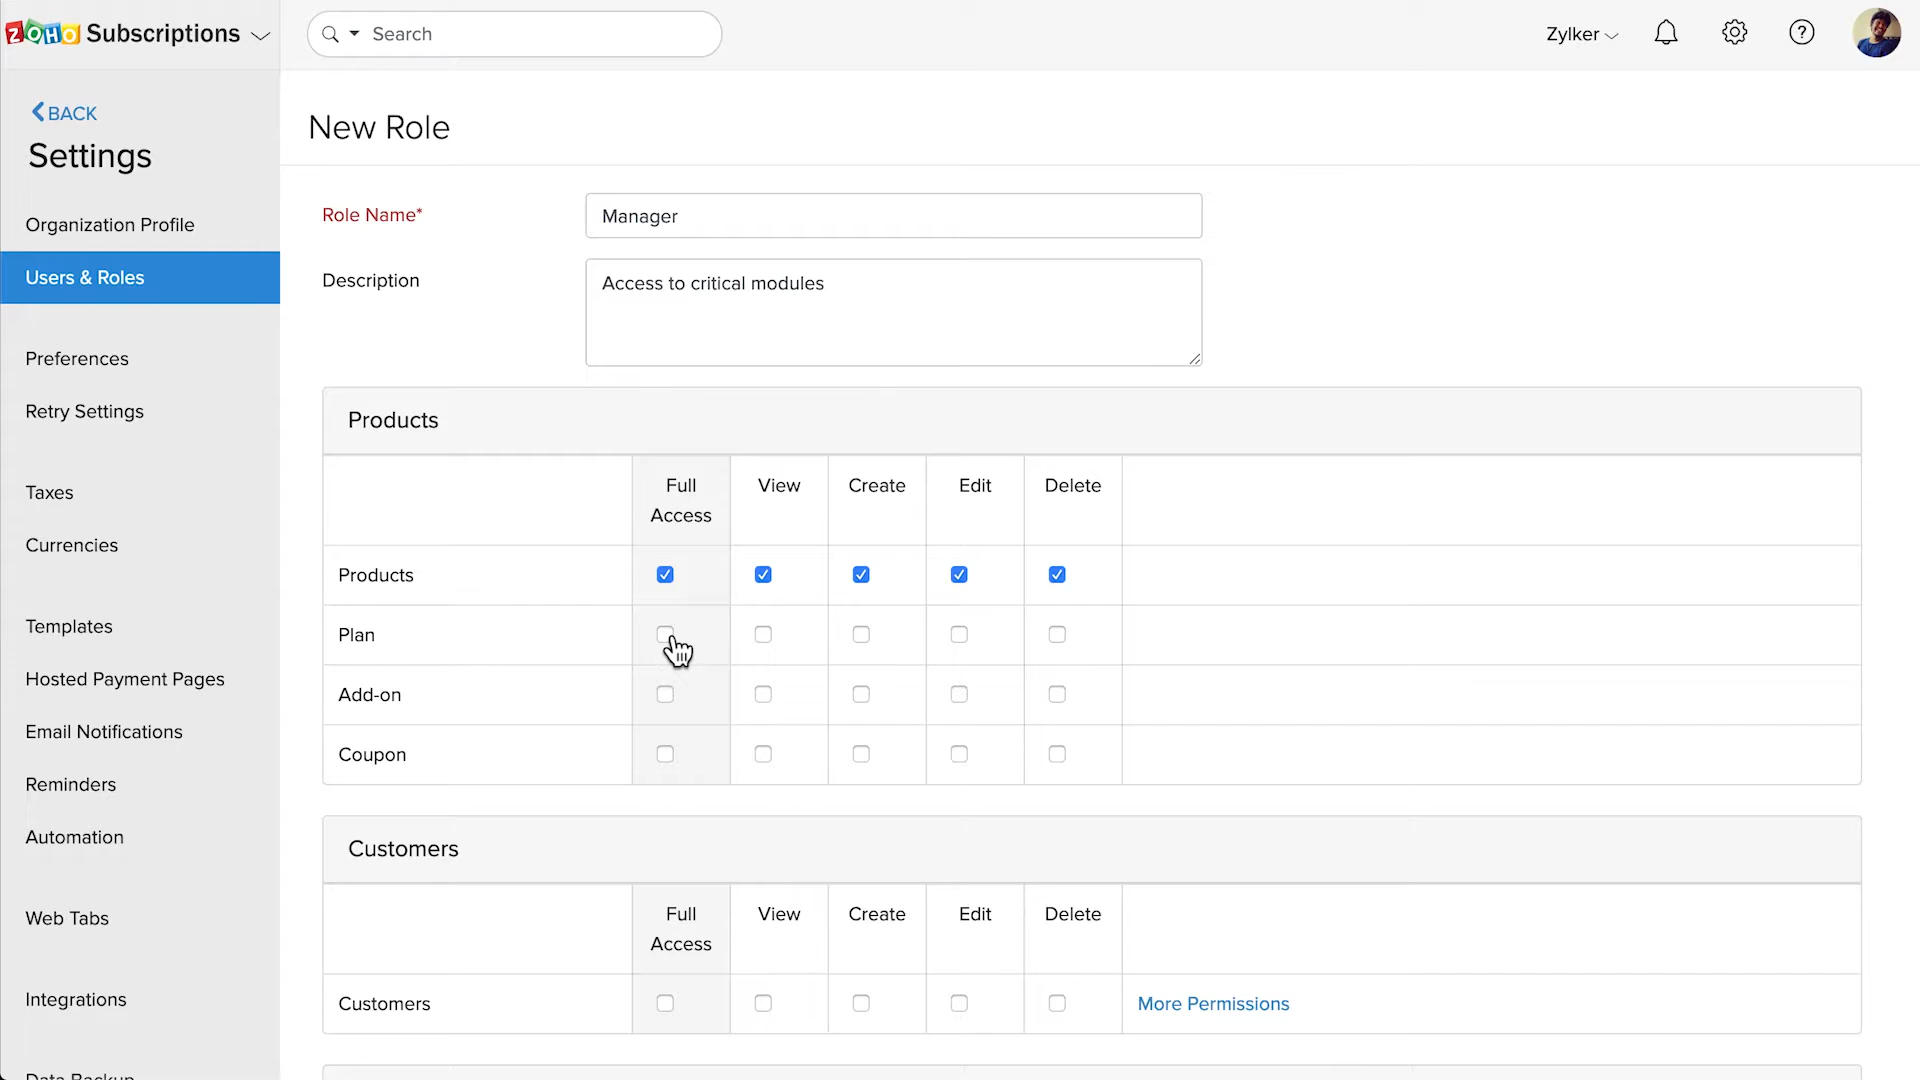 ZOHO Subscriptions
Search
Zylker
BACK
Settings
Organization Profile
Users & Roles
Preferences
Retry Settings
Taxes
Currencies
Templates
Hosted Payment Pages
Email Notifications
Reminders
Automation
Web Tabs
Integrations
Data Backup
New Role
Role Name*
Manager
Description
Access to critical modules
Products
Full Access View Create Edit Delete
Products
Plan
Add-on
Coupon
Customers
Full Access View Create Edit Delete
Customers More Permissions